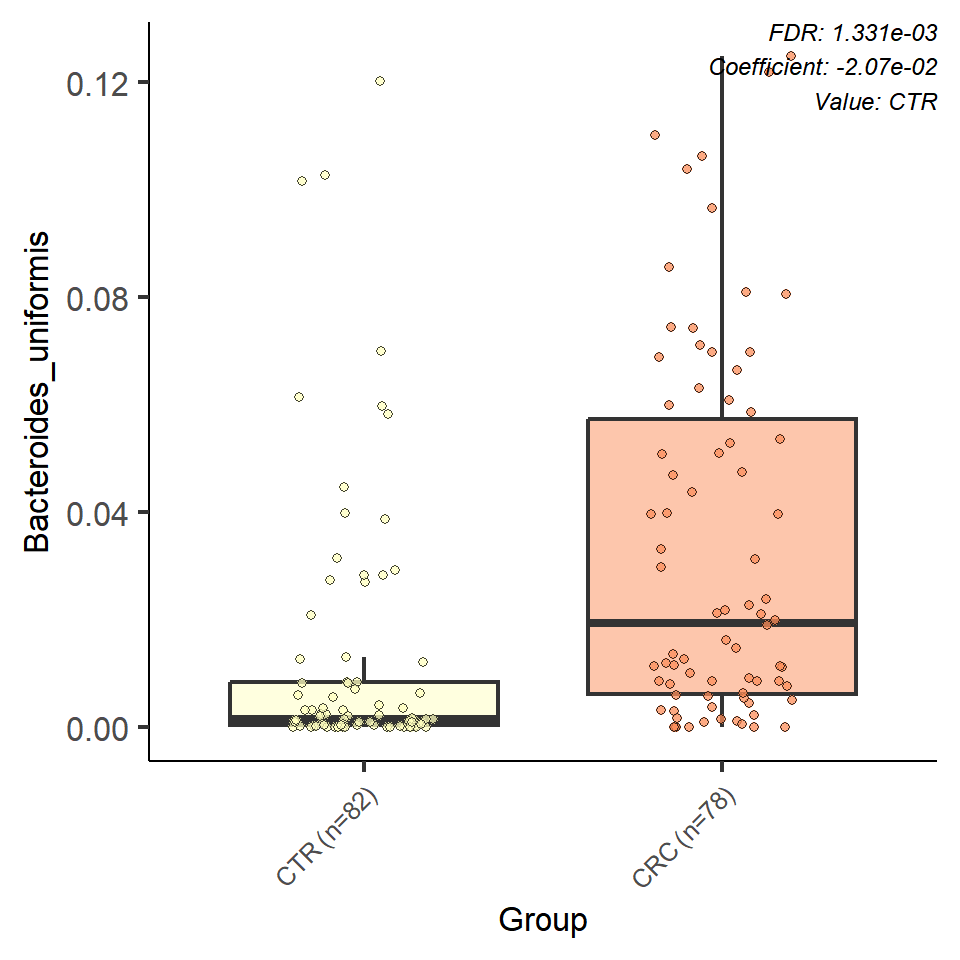 FDR: 1.331e-03
Coefficient: -2.07e-02
Value: CTR
0.12
0.08
0.04
0.00
Bacteroides_uniformis
CTR (n=82)
CRC (n=78)
Group